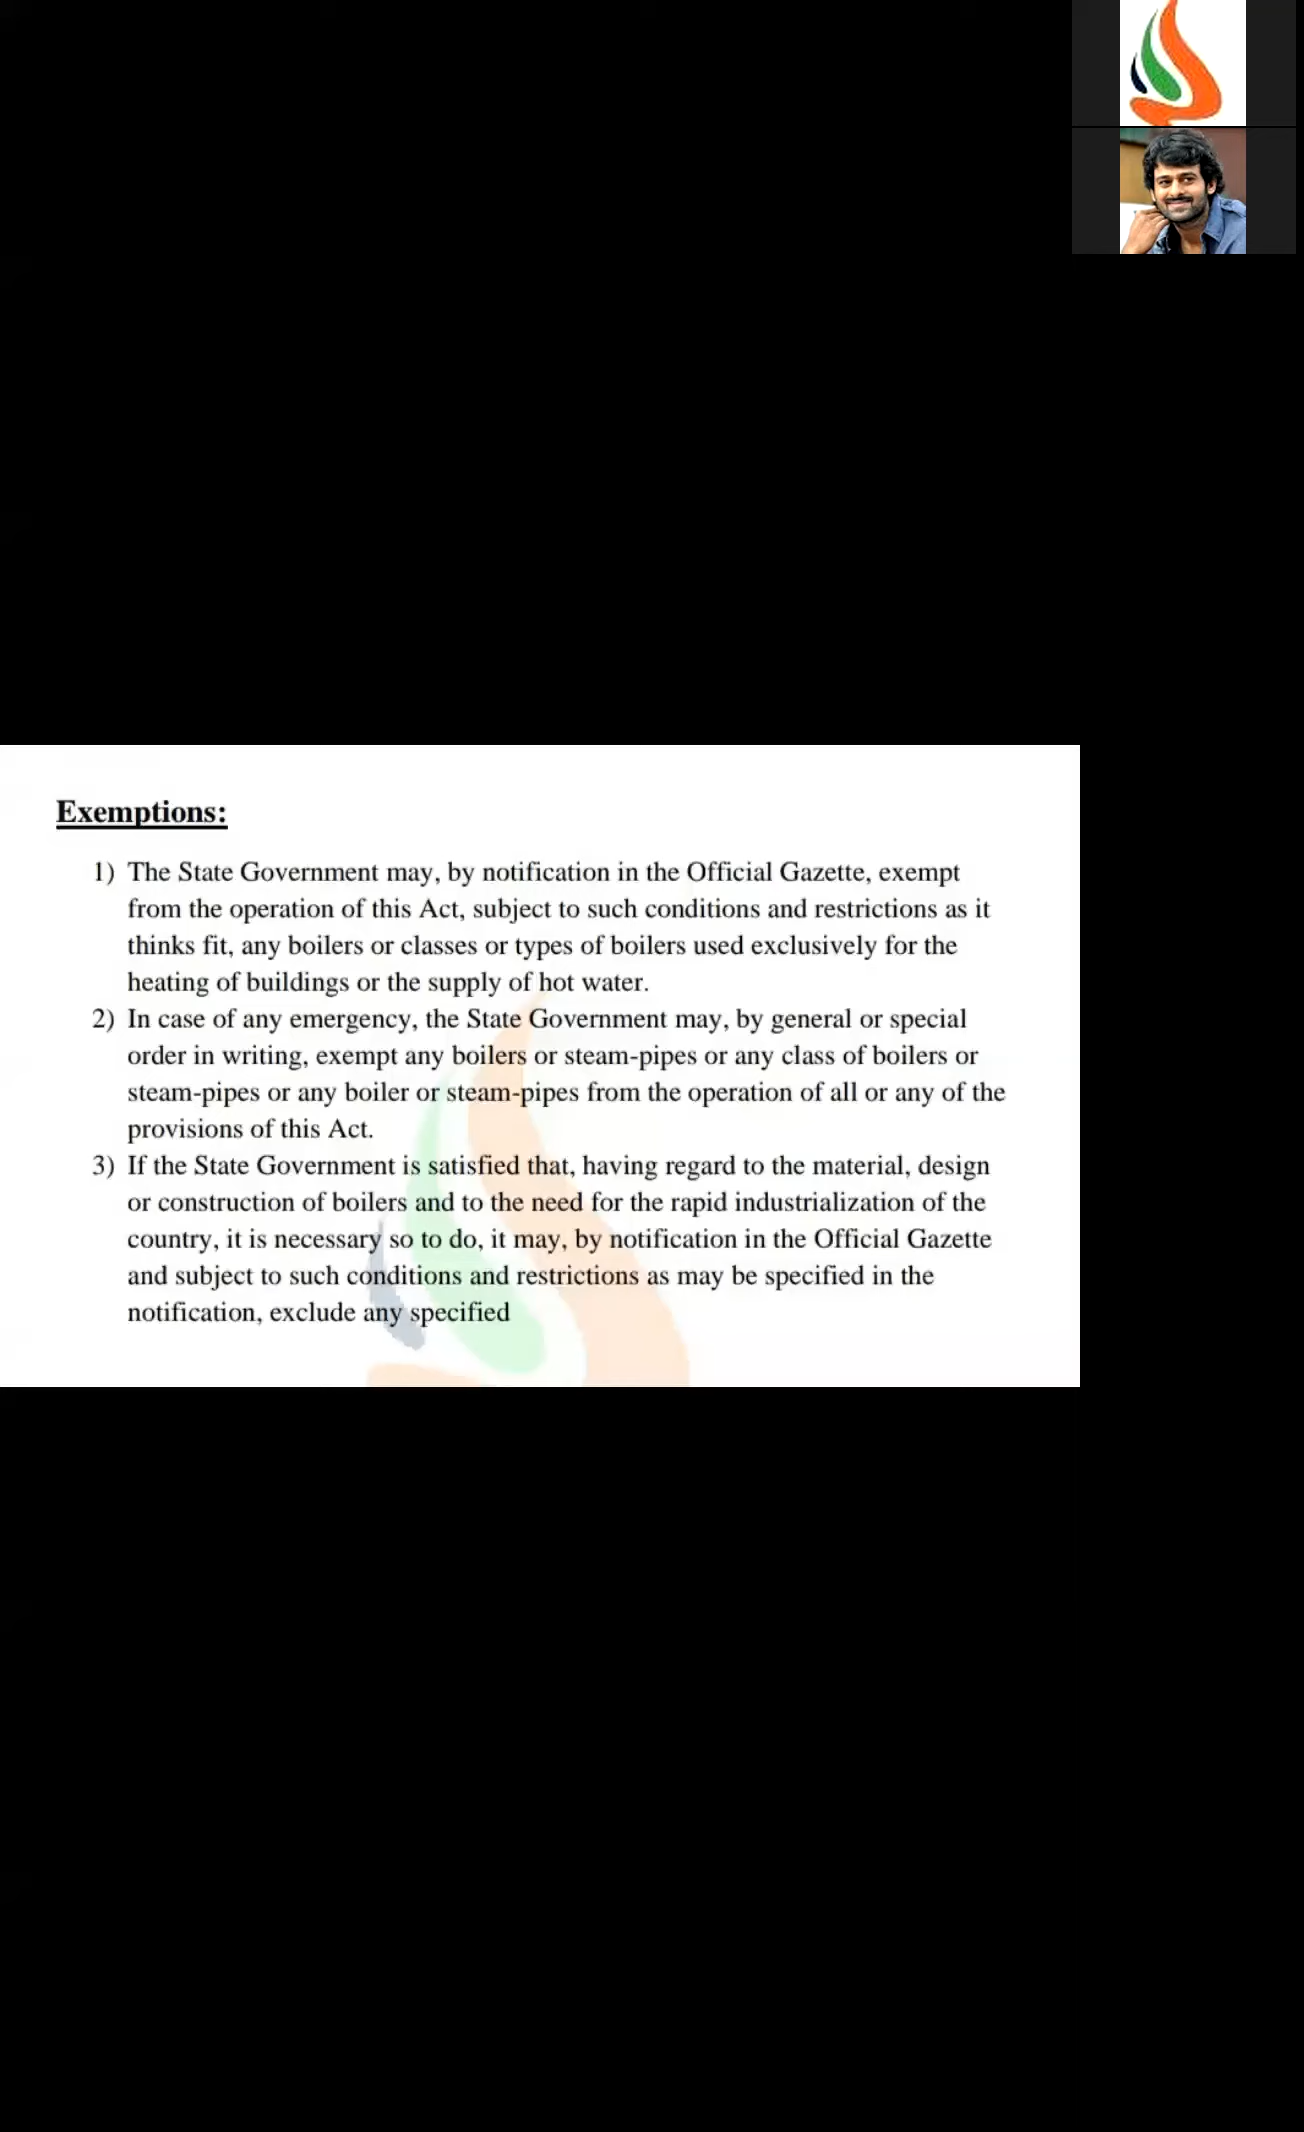 Exemptions:
1) The State Government may, by notification in the Official Gazette, exempt
from the operation of this Act, subject to such conditions and restrictions as it
thinks fit, any boilers or classes or types of boilers used exclusively for the
heating of buildings or the supply of hot water.
2) In case of any emergency, the State Government may, by general or special
order in writing, exempt any boilers or steam-pipes or any class of boilers or
steam-pipes or any boiler or steam-pipes from the operation of all or any of the
provisions of this Act.
3) If the State Government is satisfied that, having regard to the material, design
or construction of boilers and to the need for the rapid industrialization of the
country, it is necessary so to do, it may, by notification in the Official Gazette
and subject to such conditions and restrictions as may be specified in the
notification, exclude any specified